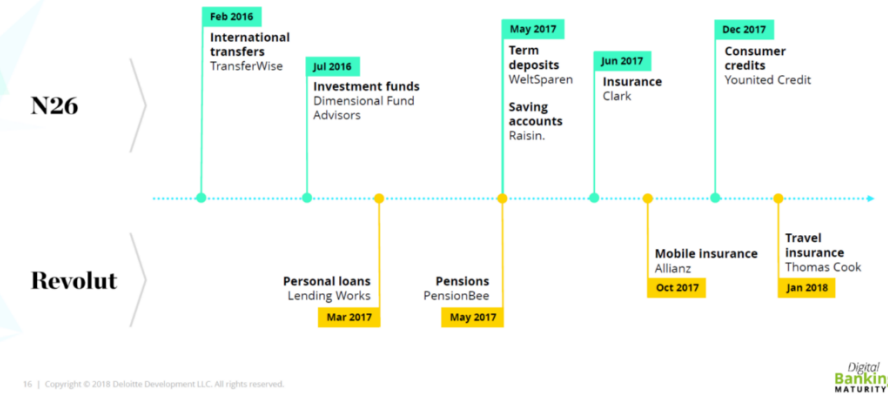 Feb 2016
International
transfers
TransferWise
Jul 2016
Investment funds
Dimensional Fund
Advisors
May 2017
Term
deposits
WeltSparen
Saving
accounts
Raisin.
Jun 2017
Insurance
Clark
Dec 2017
Consumer
credits
Younited Credit
N26
Revolut
Personal loans
Lending Works
Mar 2017
Pensions
PensionBee
May 2017
Mobile insurance
Allianz
Oct 2017
Travel
insurance
Thomas Cook
Jan 2018
16 | Copyright © 2018 Deloitte Development LLC. All rights reserved.
Digital
Bankin
MATURITY